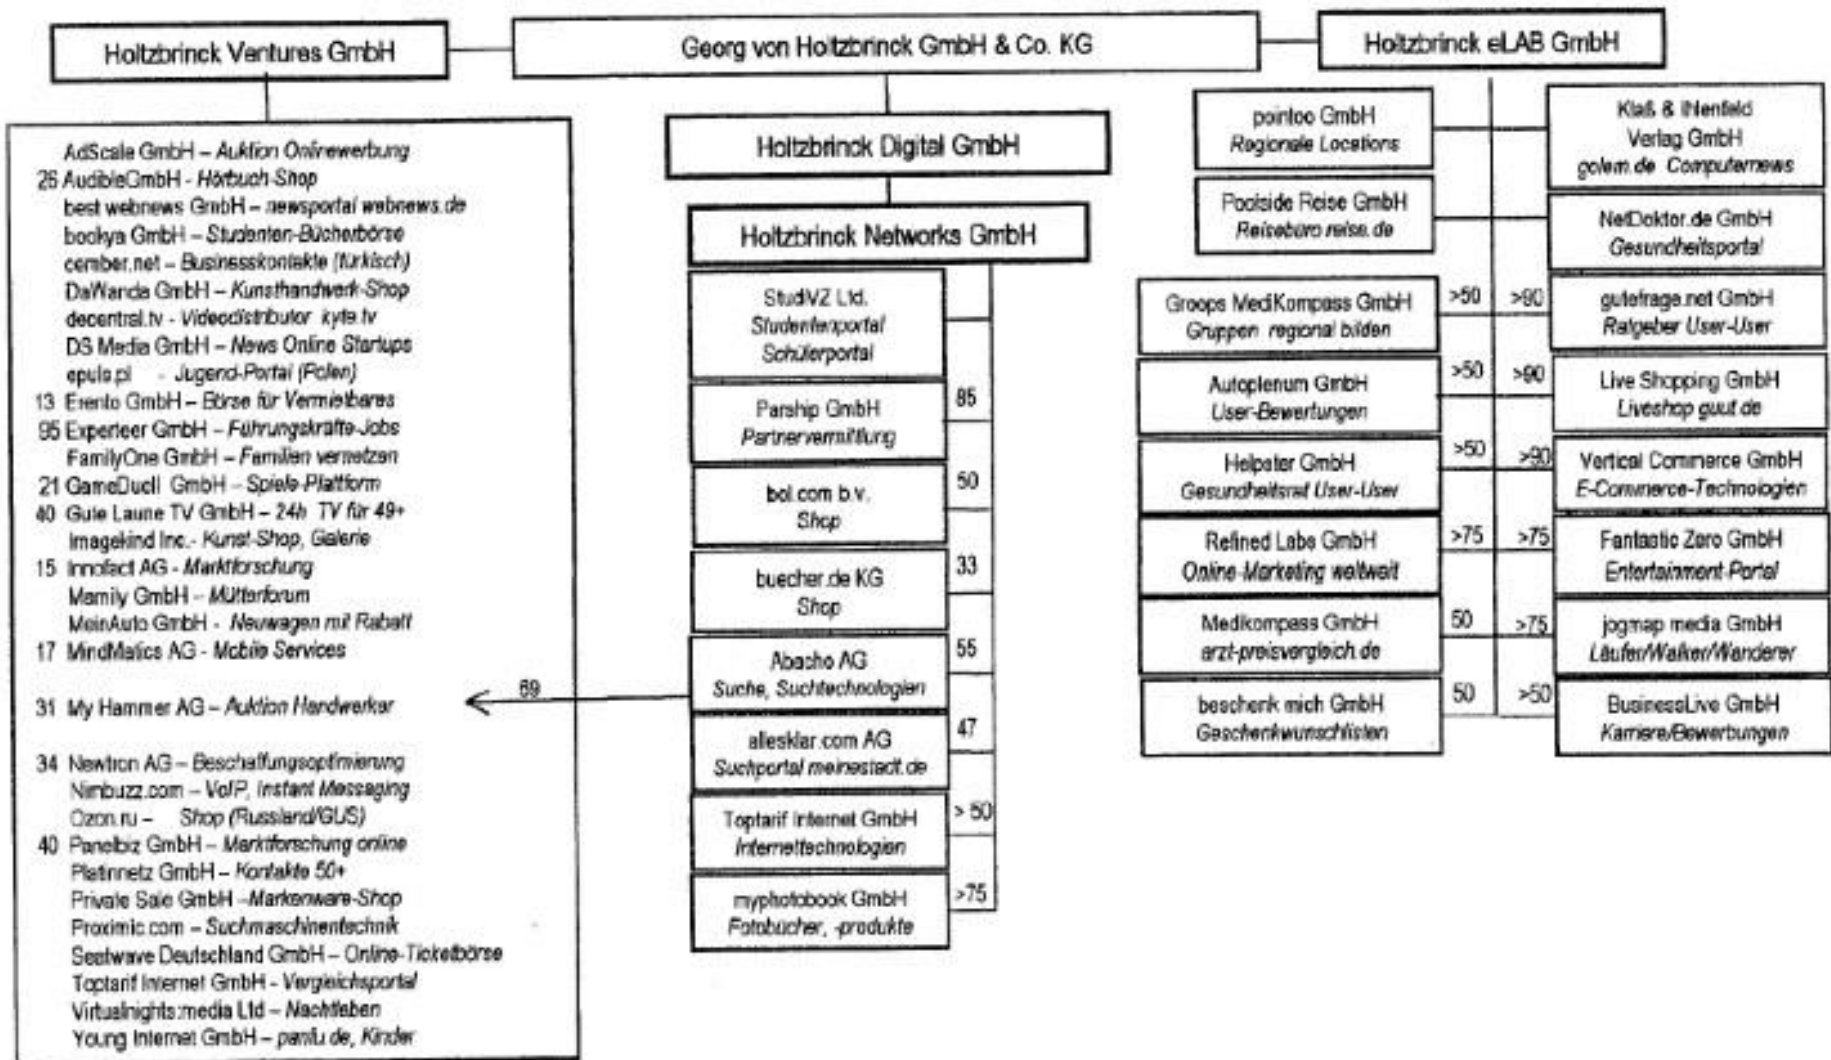 Holtzbrinck Ventures GmbH
Georg von Holtzbrinck GmbH & Co. KG
Holtzbrinck eLAB GmbH
AdScale GmbH – Auktion Onlinewerbung
26 AudibleGmbH - Hörbuch-Shop
best webnews GmbH – newsportal webnews.de
bookya GmbH – Studenten-Bücherbörse
cember.net – Businesskontakte (türkisch)
DaWanda GmbH – Kunsthandwerk-Shop
decentral.tv - Videodistributor kyte.tv
DS Media GmbH – News Online Startups
epuls.pl - Jugend-Portal (Polen)
13 Erento GmbH – Börse für Vermietbares
95 Experteer GmbH – Führungskräfte-Jobs
FamilyOne GmbH – Familien vernetzen
21 GameDuell GmbH – Spiele-Plattform
40 Gute Laune TV GmbH – 24h TV für 49+
Imagekind Inc.- Kunst-Shop, Galerie
15 Innofact AG - Marktforschung
Mamily GmbH – Mütterforum
MeinAuto GmbH - Neuwagen mit Rabatt
17 MindMatics AG - Mobile Services
31 My Hammer AG – Auktion Handwerker
34 Newtron AG – Beschaffungsoptimierung
Nimbuzz.com – VoIP, Instant Messaging
Ozon.ru – Shop (Russland/GUS)
40 Panelbiz GmbH – Marktforschung online
Platinnetz GmbH – Kontakte 50+
Private Sale GmbH –Markenware-Shop
Proximic.com – Suchmaschinentechnik
Seatwave Deutschland GmbH – Online-Ticketbörse
Toptarif Internet GmbH - Vergleichsportal
Virtualnights:media Ltd – Nachtleben
Young Internet GmbH – panfu.de, Kinder
Holtzbrinck Digital GmbH
Holtzbrinck Networks GmbH
StudiVZ Ltd.
Studentenportal
Schülerportal
Parship GmbH 85
Partnervermittlung
bol.com b.v. 50
Shop
buecher.de KG 33
Shop
69 Abacho AG 55
Suche, Suchtechnologien
allesklar.com AG 47
Suchportal meinestadt.de
Toptarif Internet GmbH > 50
Internettechnologien
myphotobook GmbH >75
Fotobücher, -produkte
pointoo GmbH
Regionale Locations
Klaß & Ihlenfeld
Verlag GmbH
golem.de Computernews
Poolside Reise GmbH
Reisebüro reise.de
NetDoktor.de GmbH
Gesundheitsportal
Groops MediKompass GmbH >50
Gruppen regional bilden
>90 gutefrage.net GmbH
Ratgeber User-User
Autoplenum GmbH >50
User-Bewertungen
>90 Live Shopping GmbH
Liveshop guut.de
Helpster GmbH >50
Gesundheitsrat User-User
>90 Vertical Commerce GmbH
E-Commerce-Technologien
Refined Labs GmbH >75
Online-Marketing weltweit
>75 Fantastic Zero GmbH
Entertainment-Portal
Medikompass GmbH 50
arzt-preisvergleich.de
>75 jogmap media GmbH
Läufer/Walker/Wanderer
beschenk mich GmbH 50
Geschenkwunschlisten
>50 BusinessLive GmbH
Karriere/Bewerbungen